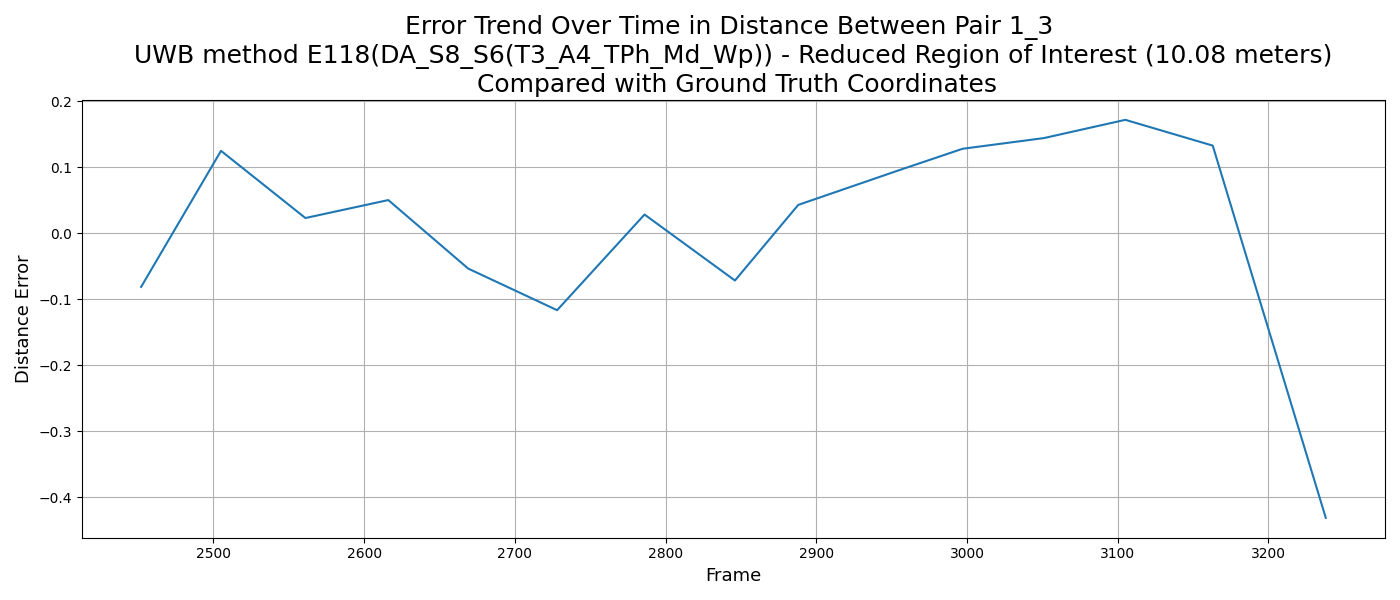 Error Trend Over Time in Distance Between Pair 1_3
UWB method E118(DA_S8_S6(T3_A4_TPh_Md_Wp)) - Reduced Region of Interest (10.08 meters)
Compared with Ground Truth Coordinates
0.2
0.1
0.0
−0.1
−0.2
−0.3
−0.4
Distance Error
2500 2600 2700 2800 2900 3000 3100 3200
Frame